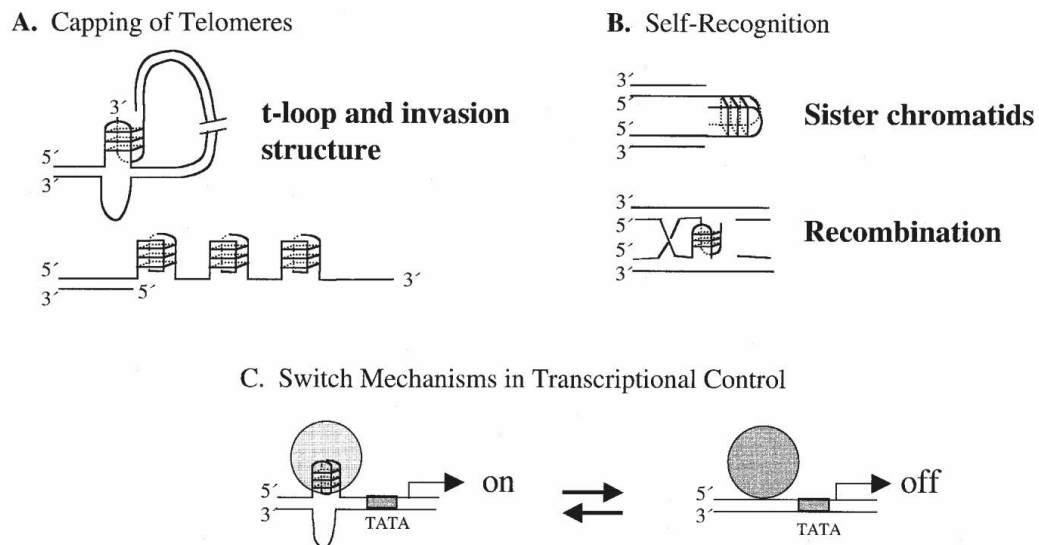 A. Capping of Telomeres
3´
t-loop and invasion
structure
5´
3´
5´
3´
5´
3´
B. Self-Recognition
3´
5´
5´
3´
Sister chromatids
3´
5´
5´
3´
Recombination
C. Switch Mechanisms in Transcriptional Control
5´
3´
TATA
on
5´
3´
TATA
off